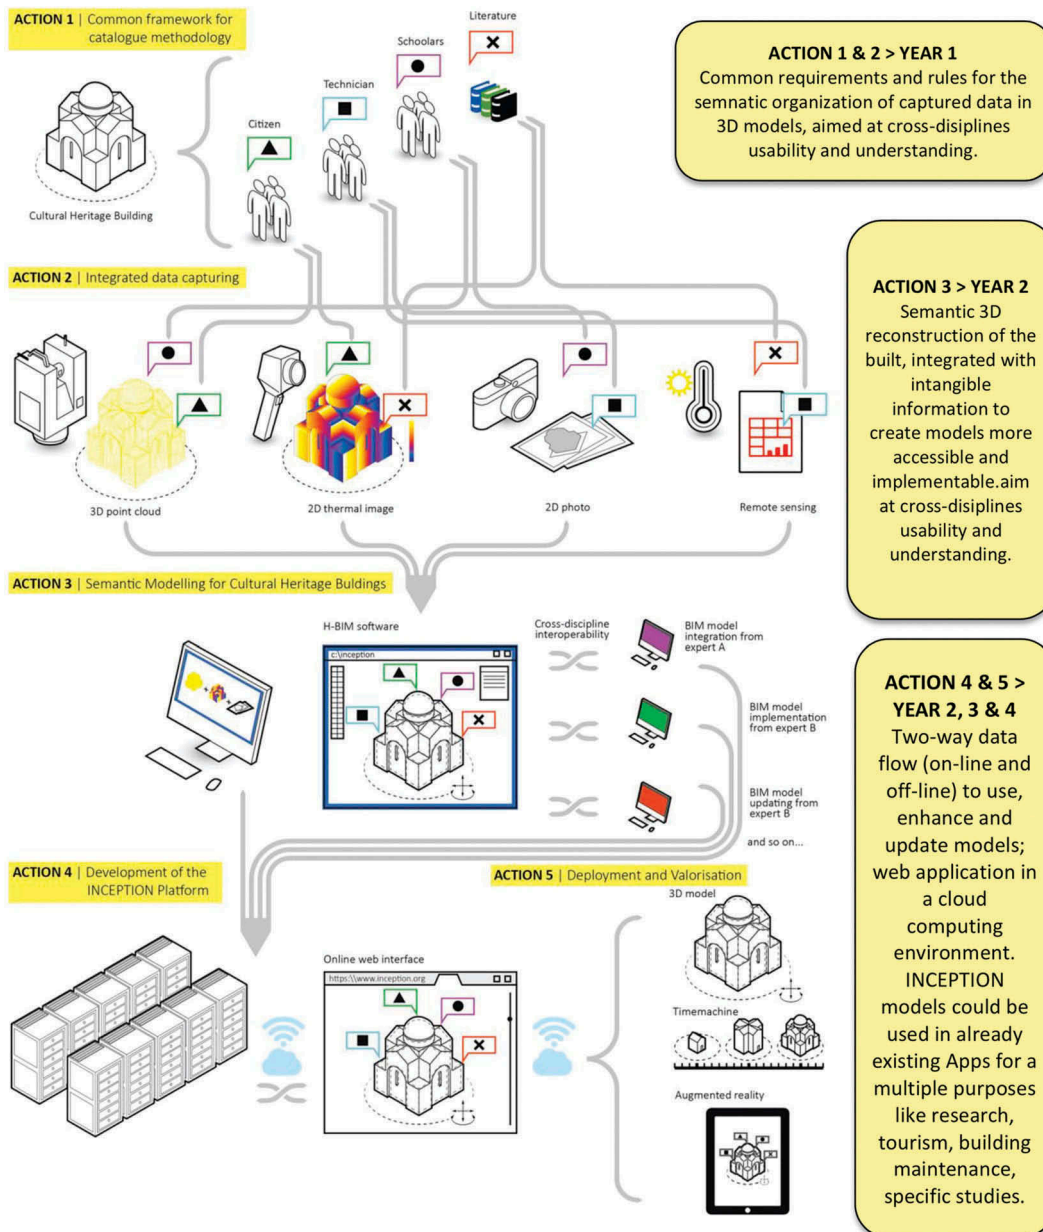 ACTION 1 | Common framework for
catalogue methodology
Cultural Heritage Building
Citizen
Technician
Schoolars
Literature
ACTION 1 & 2 > YEAR 1
Common requirements and rules for the
semnatic organization of captured data in
3D models, aimed at cross-disiplines
usability and understanding.
ACTION 2 | Integrated data capturing
3D point cloud
2D thermal image
2D photo
Remote sensing
ACTION 3 > YEAR 2
Semantic 3D
reconstruction of the
built, integrated with
intangible
information to
create models more
accessible and
implementable.aim
at cross-disiplines
usability and
understanding.
ACTION 3 | Semantic Modelling for Cultural Heritage Buldings
H-BIM software
c:\inception
Cross-discipline
interoperability
BIM model
integration from
expert A
BIM model
implementation
from expert B
BIM model
updating from
expert B
and so on...
ACTION 4 & 5 >
YEAR 2, 3 & 4
Two-way data
flow (on-line and
off-line) to use,
enhance and
update models;
web application in
a cloud
computing
environment.
INCEPTION
models could be
used in already
existing Apps for a
multiple purposes
like research,
tourism, building
maintenance,
specific studies.
ACTION 4 | Development of the
INCEPTION Platform
Online web interface
https:\\www.inception.org
ACTION 5 | Deployment and Valorisation
3D model
Timemachine
Augmented reality